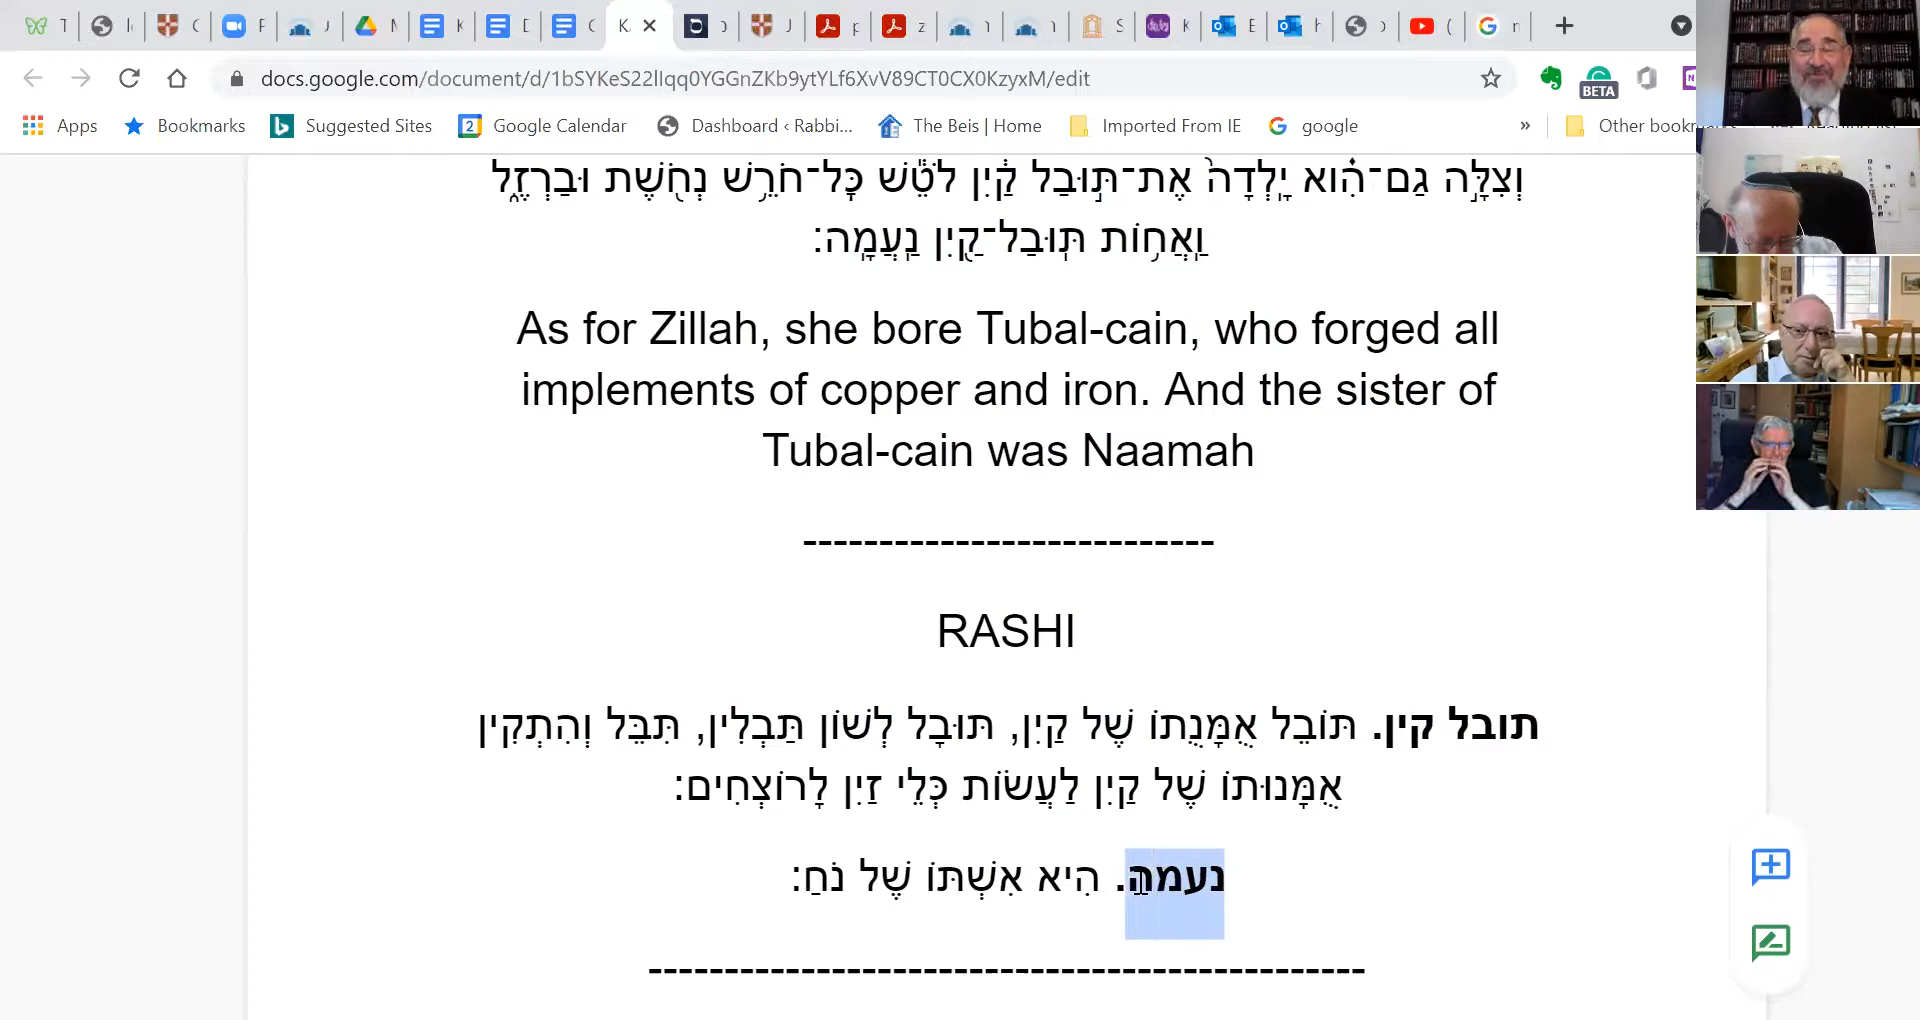 docs.google.com/document/d/1bSYKeS22lIqq0YGGnZKb9ytYLf6XvV89CT0CX0KzyxM/edit
BETA
Apps Bookmarks Suggested Sites Google Calendar Dashboard ‹ Rabbi... The Beis | Home Imported From IE google » Other bookmarks
וְצִלָּ֣ה גַם־הִ֗וא יָֽלְדָה֙ אֶת־תּ֣וּבַל קַ֔יִן לֹטֵ֕שׁ כׇּל־חֹרֵ֥שׁ נְחֹ֖שֶׁת וּבַרְזֶ֑ל
וַֽאֲח֥וֹת תּֽוּבַל־קַ֖יִן נַֽעֲמָֽה׃
As for Zillah, she bore Tubal-cain, who forged all
implements of copper and iron. And the sister of
Tubal-cain was Naamah
---------------------------
RASHI
תובל קין. תּוֹבֵל אֻמָּנֻתוֹ שֶׁל קַיִן, תּוּבָל לְשׁוֹן תַּבְלִין, תִּבֵּל וְהִתְקִין
אֻמָּנוּתוֹ שֶׁל קַיִן לַעֲשׂוֹת כְּלֵי זַיִן לָרוֹצְחִים:
נעמה. הִיא אִשְׁתּוֹ שֶׁל נֹחַ:
-----------------------------------------------